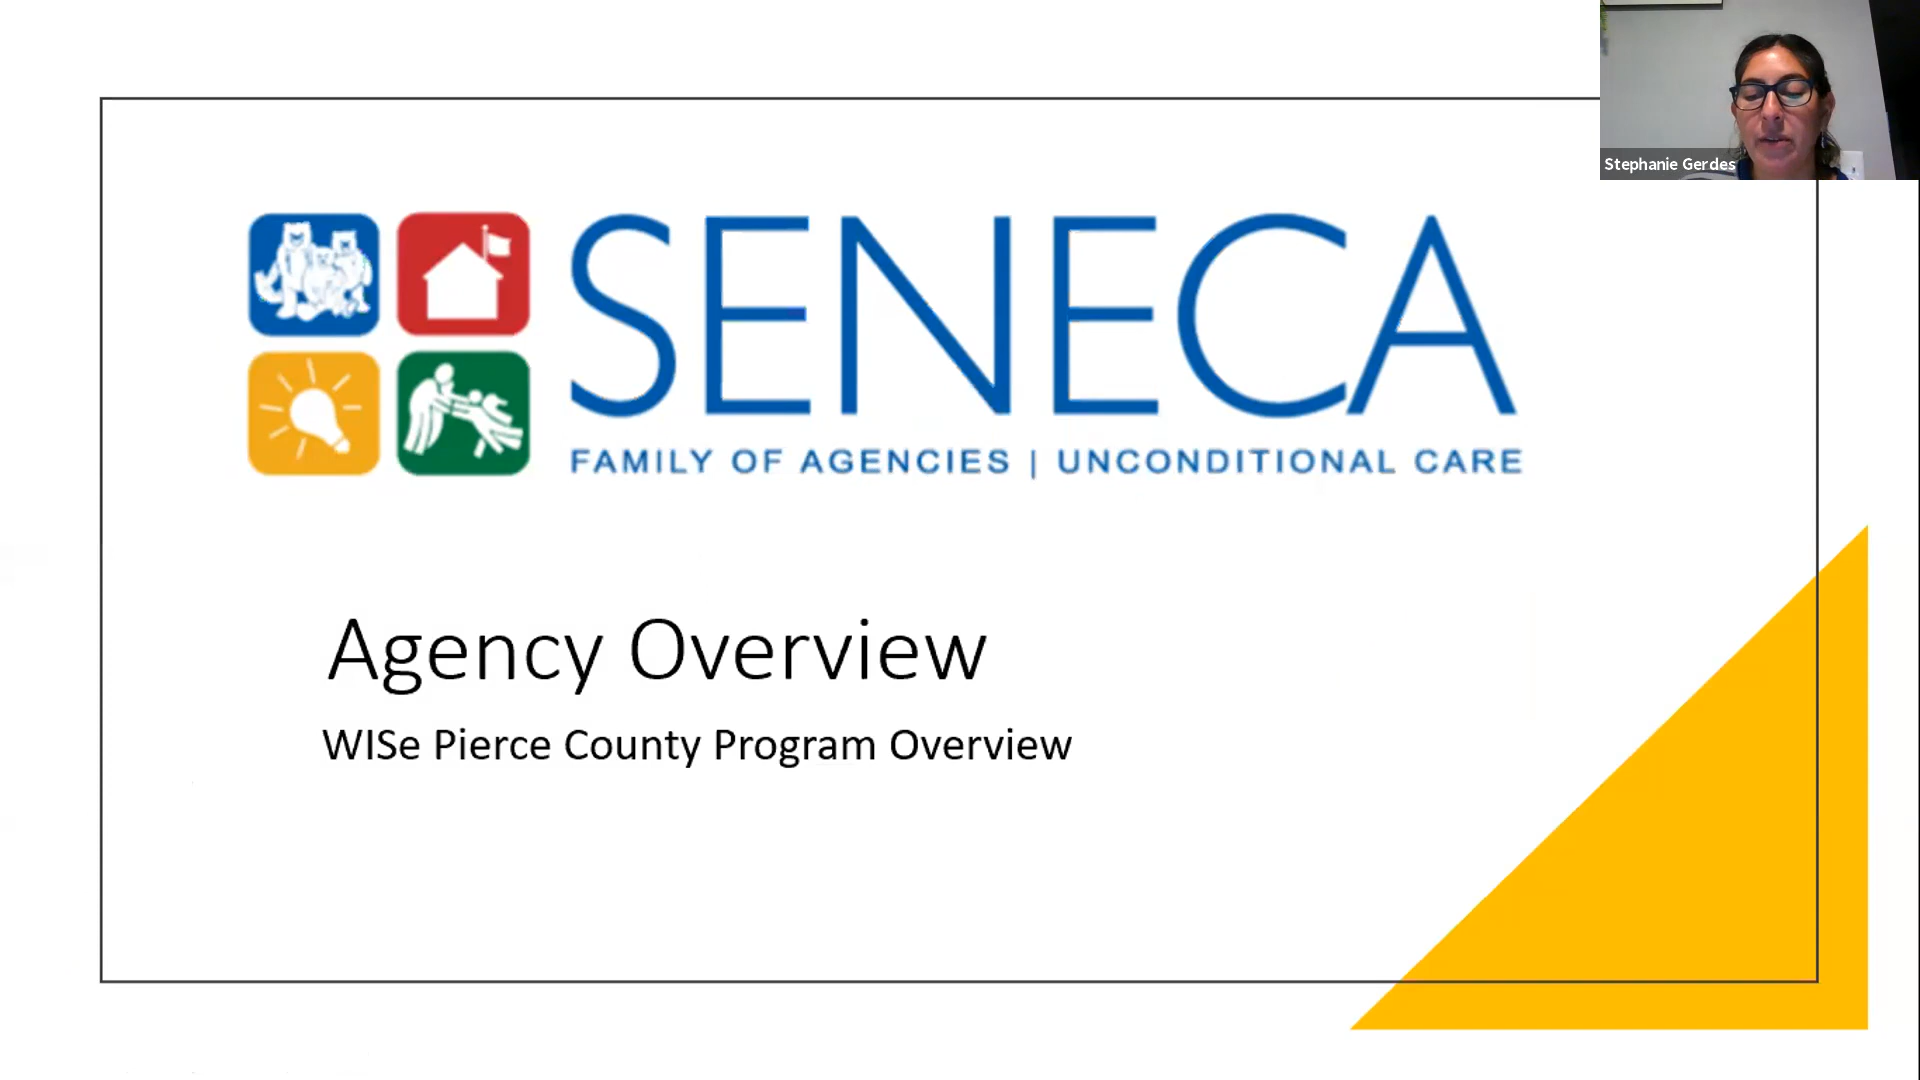 Stephanie Gerdes
SENECA
FAMILY OF AGENCIES | UNCONDITIONAL CARE
Agency Overview
WISe Pierce County Program Overview